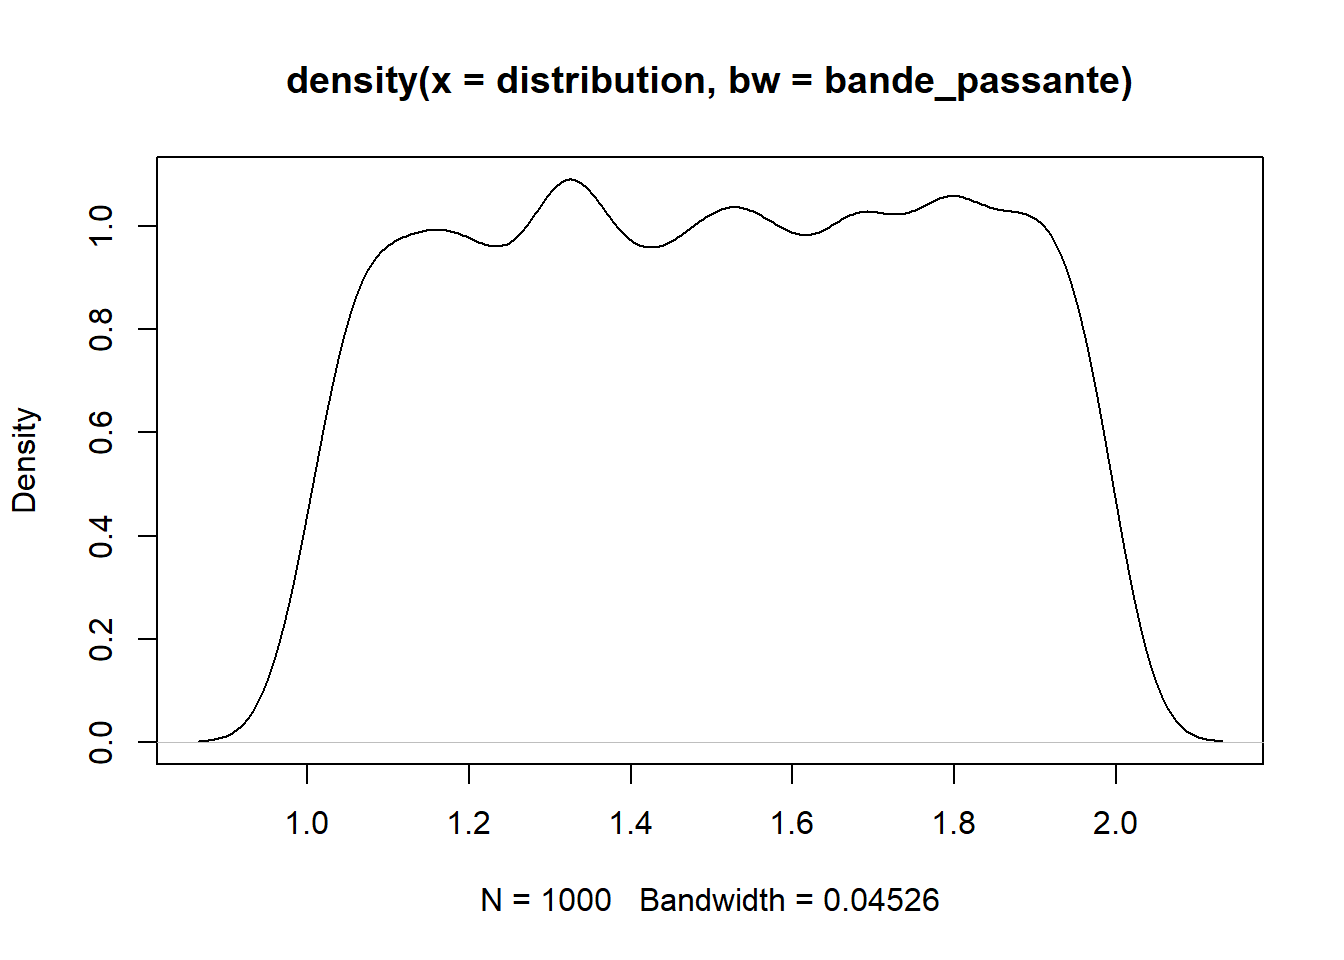 density(x = distribution, bw = bande_passante)
Density
0.0 0.2 0.4 0.6 0.8 1.0
1.0 1.2 1.4 1.6 1.8 2.0
N = 1000 Bandwidth = 0.04526